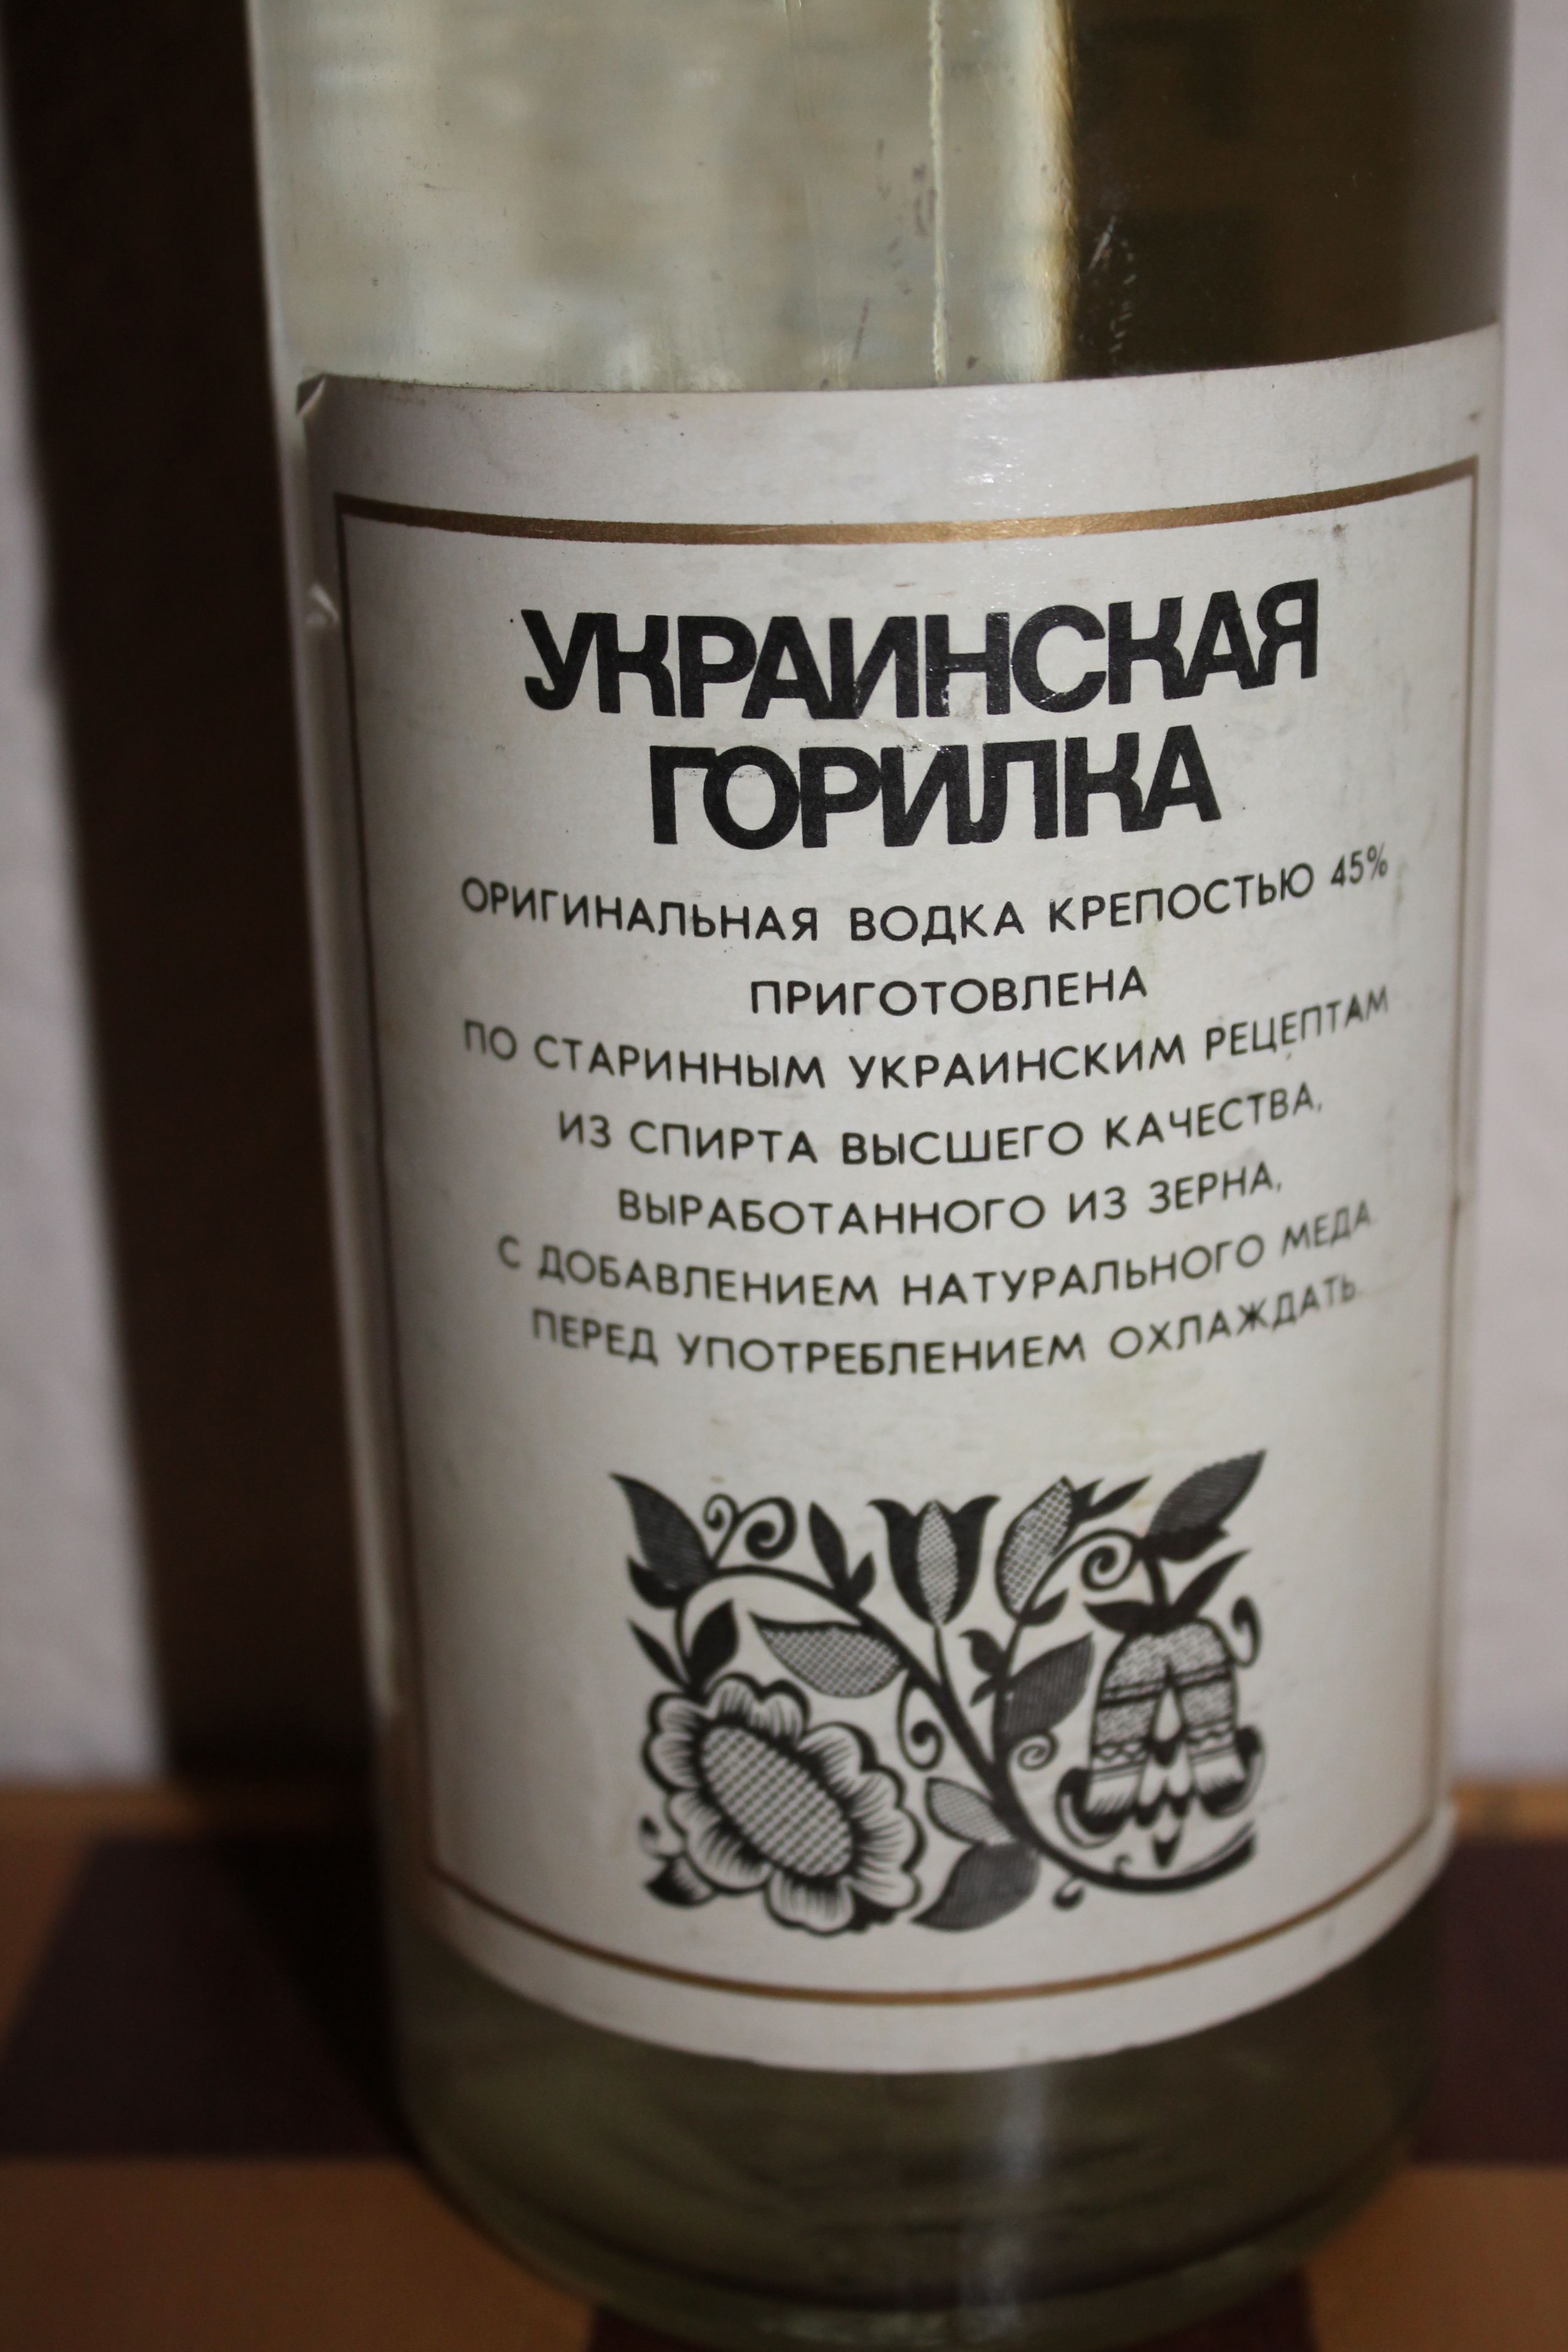 УКРАИНСКАЯ
ГОРИЛКА
ОРИГИНАЛЬНАЯ ВОДКА КРЕПОСТЬЮ 45%
ПРИГОТОВЛЕНА
ПО СТАРИННЫМ УКРАИНСКИМ РЕЦЕПТАМ
ИЗ СПИРТА ВЫСШЕГО КАЧЕСТВА,
ВЫРАБОТАННОГО ИЗ ЗЕРНА,
С ДОБАВЛЕНИЕМ НАТУРАЛЬНОГО МЕДА.
ПЕРЕД УПОТРЕБЛЕНИЕМ ОХЛАЖДАТЬ